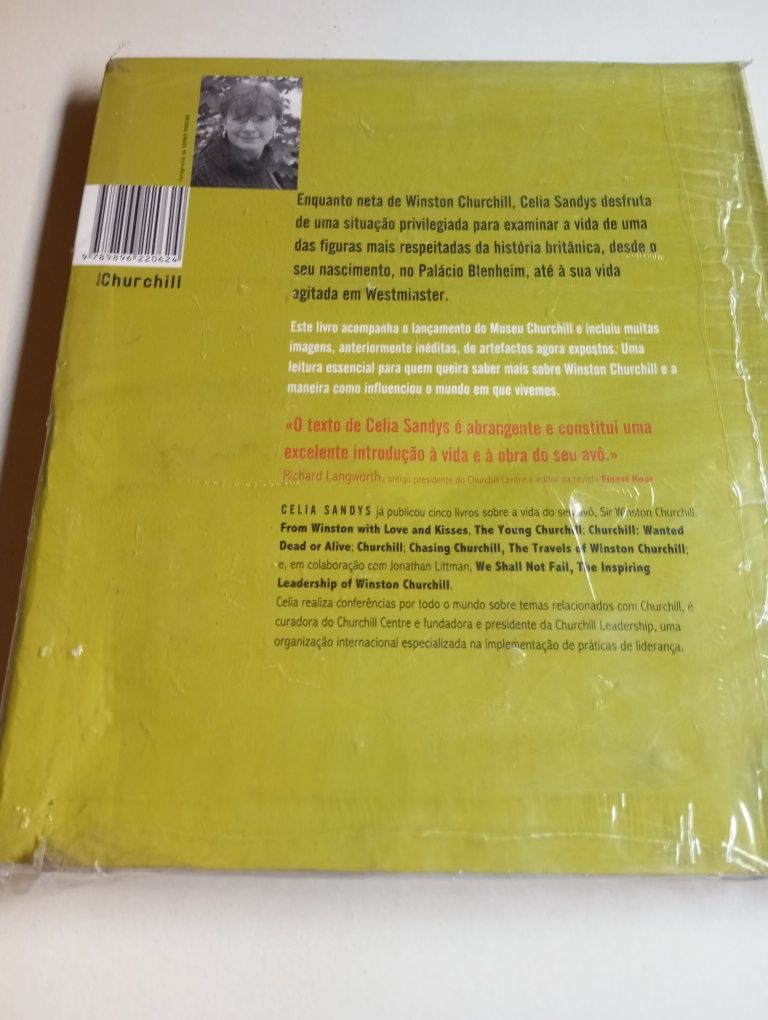 9 789896 220624
Churchill
Enquanto neta de Winston Churchill, Celia Sandys desfruta
de uma situação privilegiada para examinar a vida de uma
das figuras mais respeitadas da história britânica, desde o
seu nascimento, no Palácio Blenheim, até à sua vida
agitada em Westminster.
Este livro acompanha o lançamento do Museu Churchill e incluiu muitas
imagens, anteriormente inéditas, de artefactos agora expostos. Uma
leitura essencial para quem queira saber mais sobre Winston Churchill e a
maneira como influenciou o mundo em que vivemos.
«O texto de Celia Sandys é abrangente e constitui uma
excelente introdução à vida e à obra do seu avô.»
Richard Langworth, antigo presidente do Churchill Centre e editor da revista Finest Hour
CELIA SANDYS já publicou cinco livros sobre a vida do seu avô, Sir Winston Churchill,
From Winston with Love and Kisses, The Young Churchill; Churchill: Wanted
Dead or Alive; Churchill; Chasing Churchill, The Travels of Winston Churchill;
e, em colaboração com Jonathan Littman, We Shall Not Fail, The Inspiring
Leadership of Winston Churchill.
Celia realiza conferências por todo o mundo sobre temas relacionados com Churchill, é
curadora do Churchill Centre e fundadora e presidente da Churchill Leadership, uma
organização internacional especializada na implementação de práticas de liderança.